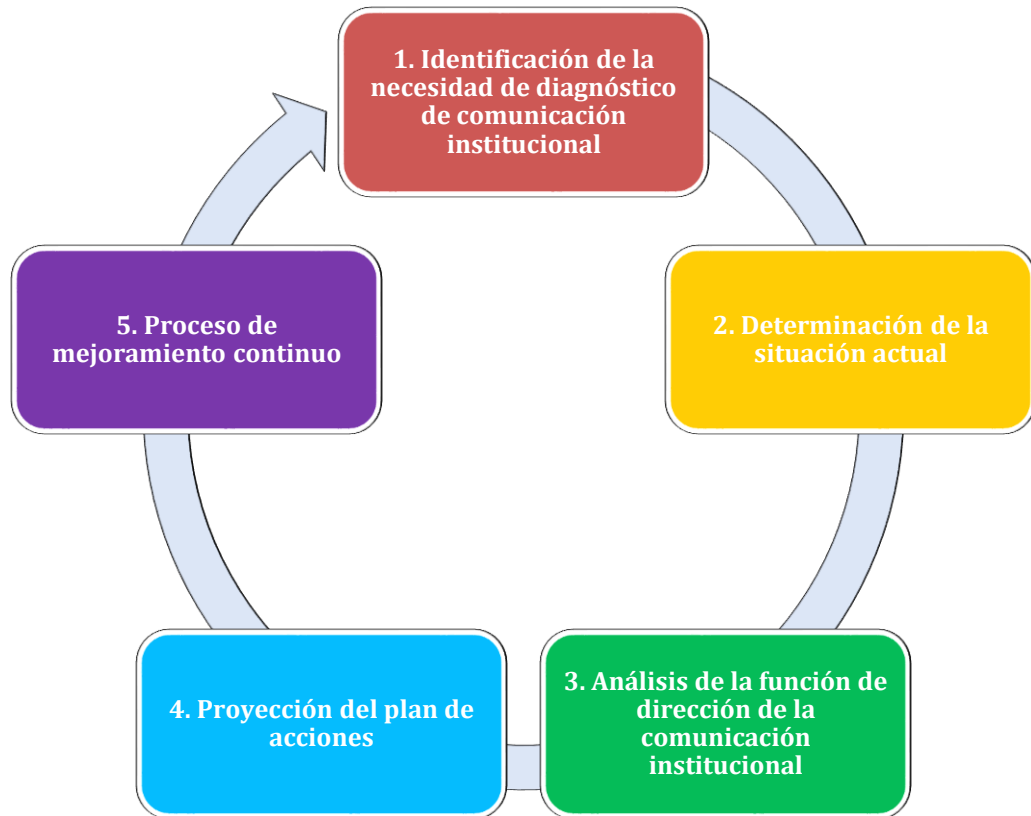 1. Identificación de la
necesidad de diagnóstico
de comunicación
institucional
2. Determinación de la
situación actual
3. Análisis de la función de
dirección de la
comunicación
institucional
4. Proyección del plan de
acciones
5. Proceso de
mejoramiento continuo